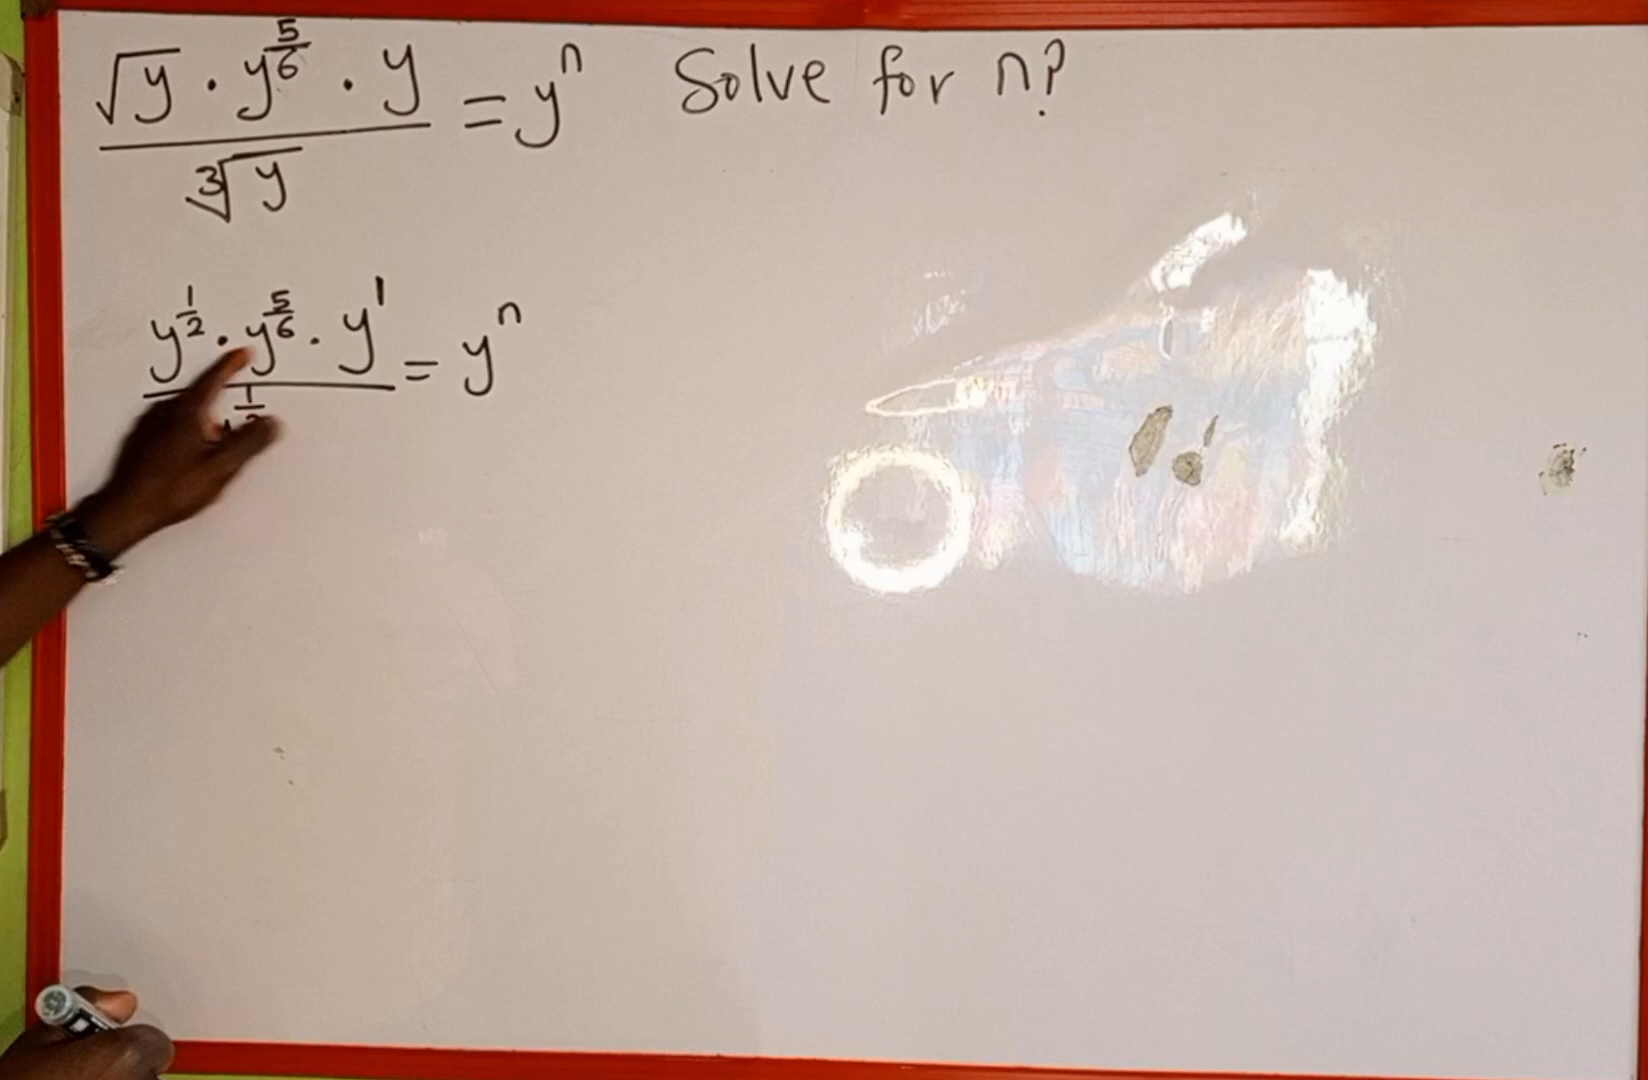 √y · y^(5/6) · y / ∛y = y^n Solve for n?
y^(1/2) · y^(5/6) · y^1 / = y^n